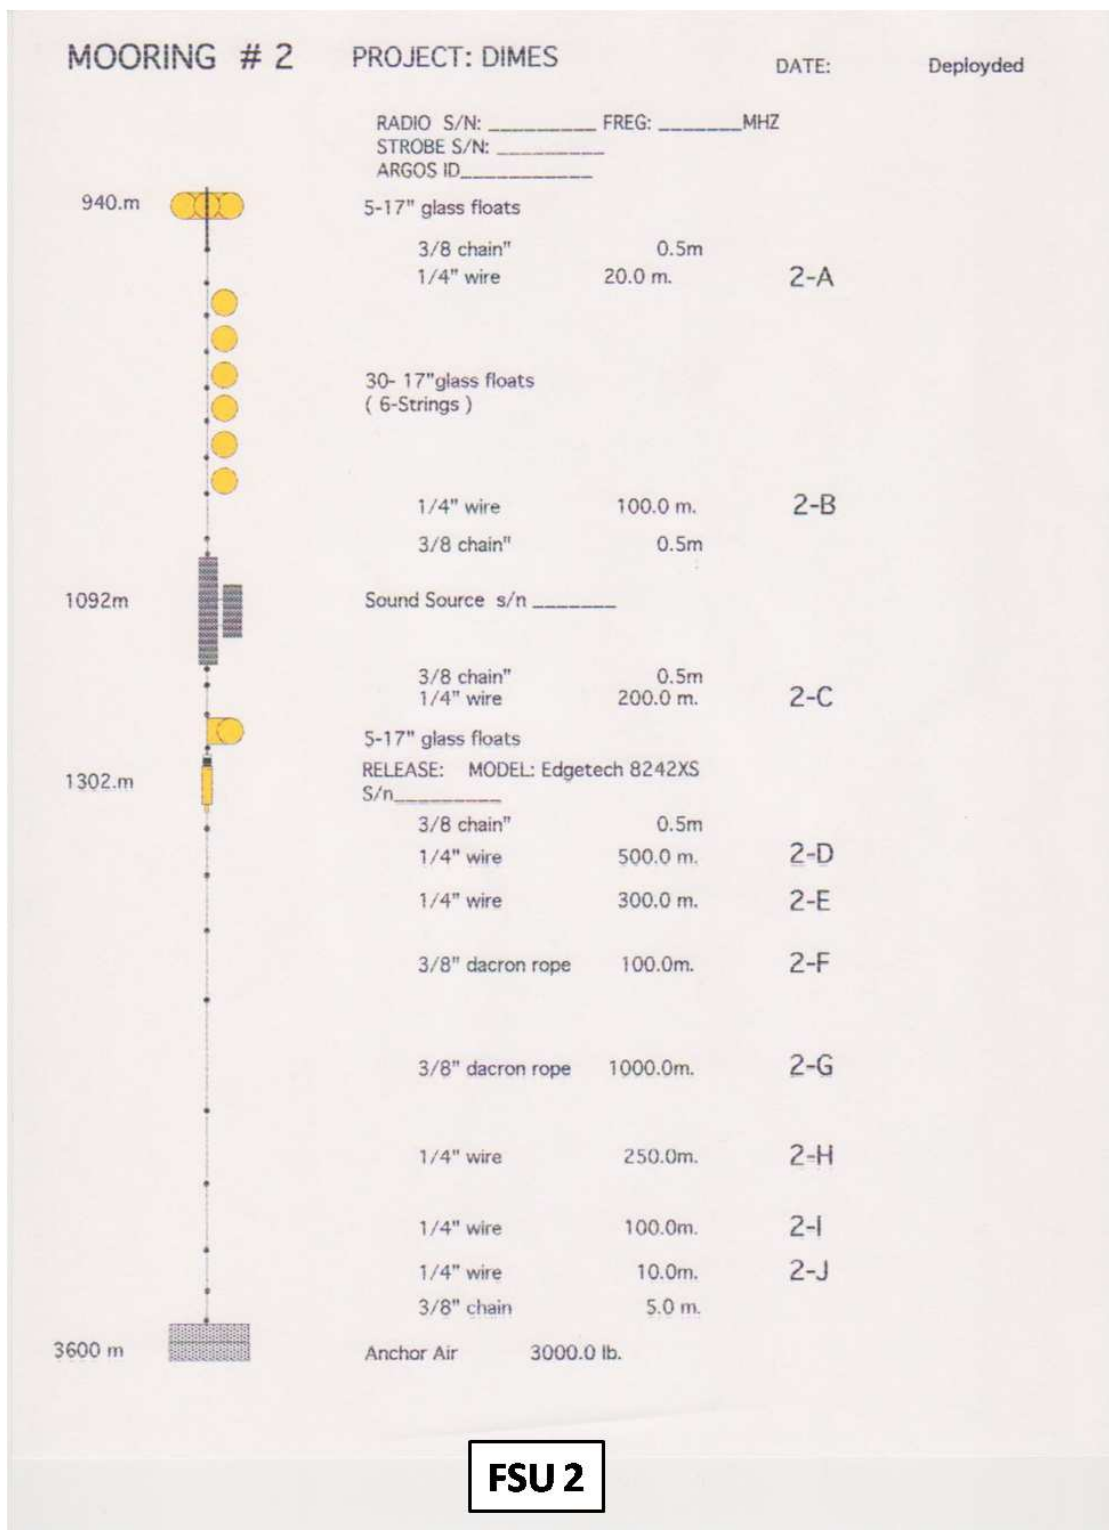 MOORING # 2 PROJECT: DIMES DATE: Deployded
RADIO S/N: __________ FREG: _______MHZ
STROBE S/N: __________
ARGOS ID____________
940.m 5-17" glass floats
3/8 chain" 0.5m
1/4" wire 20.0 m. 2-A
30- 17"glass floats
( 6-Strings )
1/4" wire 100.0 m. 2-B
3/8 chain" 0.5m
1092m Sound Source s/n _______
3/8 chain" 0.5m
1/4" wire 200.0 m. 2-C
5-17" glass floats
RELEASE: MODEL: Edgetech 8242XS
1302.m S/n_________
3/8 chain" 0.5m
1/4" wire 500.0 m. 2-D
1/4" wire 300.0 m. 2-E
3/8" dacron rope 100.0m. 2-F
3/8" dacron rope 1000.0m. 2-G
1/4" wire 250.0m. 2-H
1/4" wire 100.0m. 2-I
1/4" wire 10.0m. 2-J
3/8" chain 5.0 m.
3600 m Anchor Air 3000.0 lb.
FSU 2